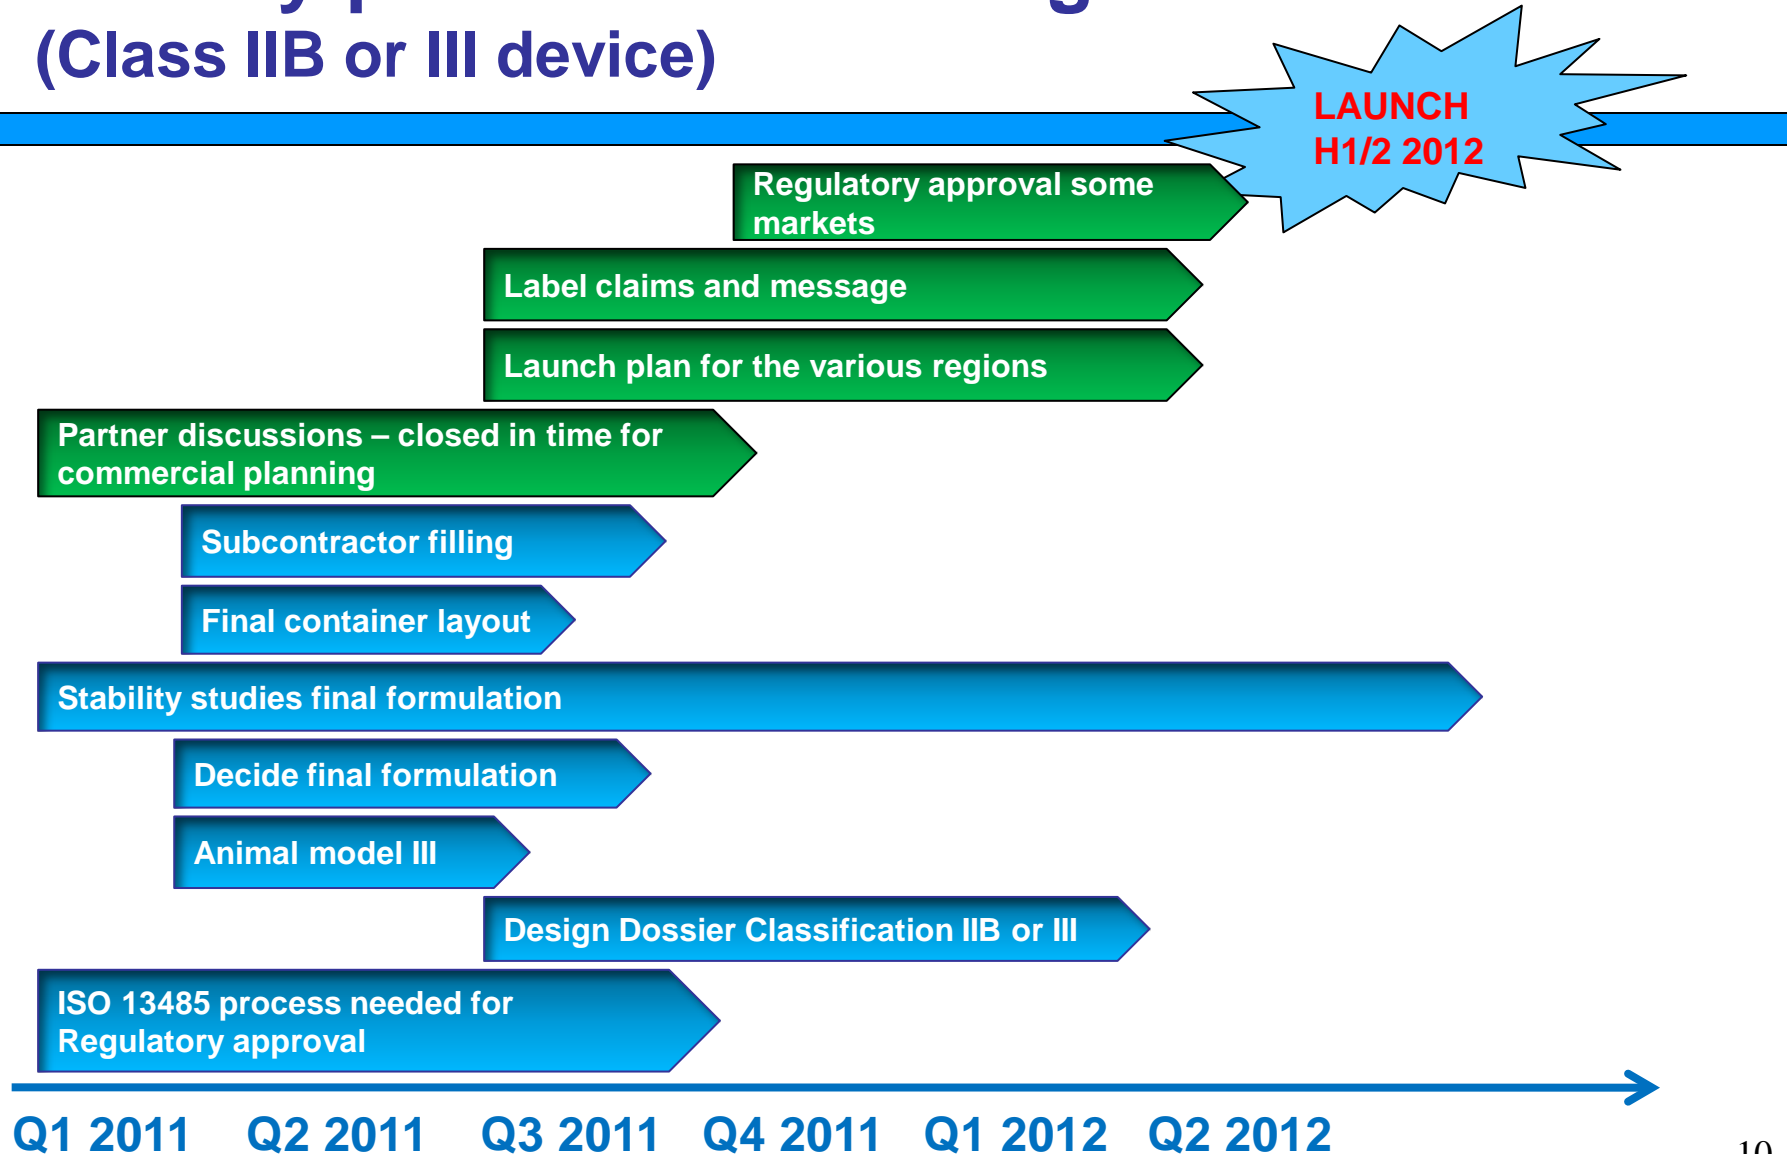 (Class IIB or III device)
LAUNCH
H1/2 2012
Regulatory approval some
markets
Label claims and message
Launch plan for the various regions
Partner discussions – closed in time for
commercial planning
Subcontractor filling
Final container layout
Stability studies final formulation
Decide final formulation
Animal model III
Design Dossier Classification IIB or III
ISO 13485 process needed for
Regulatory approval
Q1 2011 Q2 2011 Q3 2011 Q4 2011 Q1 2012 Q2 2012
10